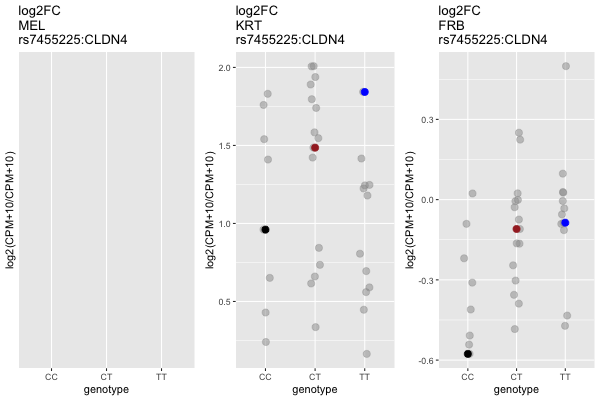 log2FC
MEL
rs7455225:CLDN4
log2(CPM+10/CPM+10)
CC CT TT
genotype
log2FC
KRT
rs7455225:CLDN4
log2(CPM+10/CPM+10)
2.0
1.5
1.0
0.5
CC CT TT
genotype
log2FC
FRB
rs7455225:CLDN4
log2(CPM+10/CPM+10)
0.3
0.0
-0.3
-0.6
CC CT TT
genotype